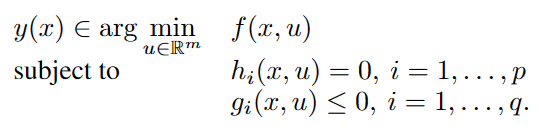 y(x) ∈ arg min_{u∈ℝ^m} f(x, u)
subject to h_i(x, u) = 0, i = 1, . . . , p
g_i(x, u) ≤ 0, i = 1, . . . , q.